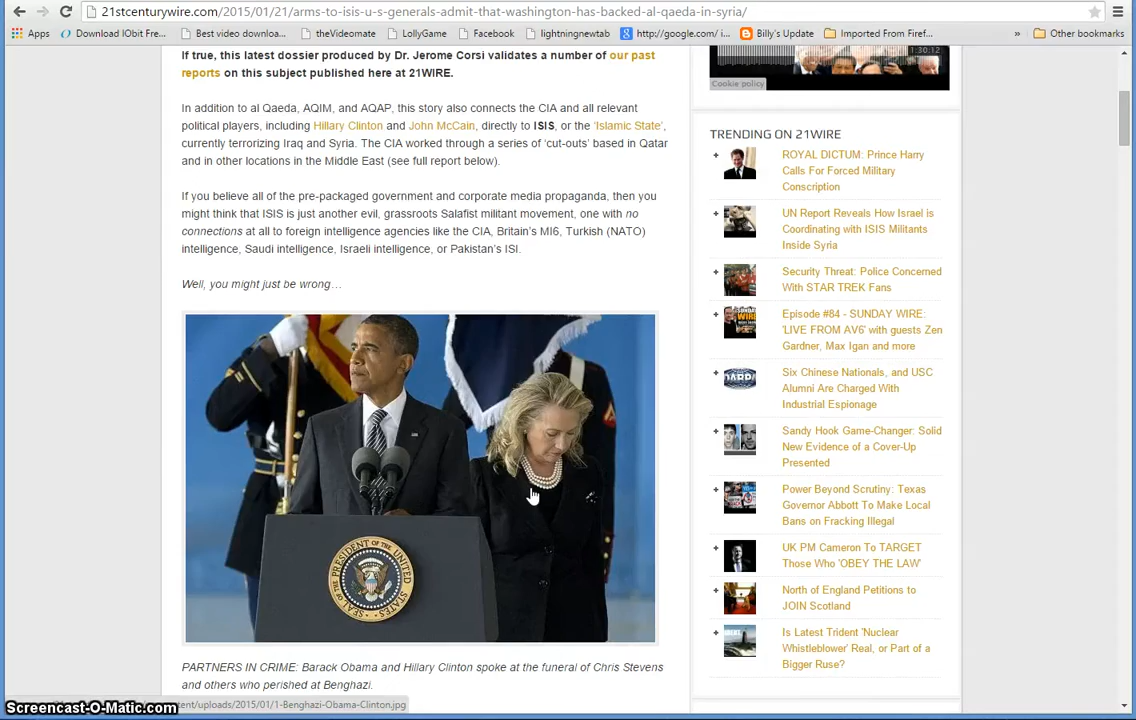 21stcenturywire.com/2015/01/21/arms-to-isis-u-s-generals-admit-that-washington-has-backed-al-qaeda-in-syria/
Apps Download IObit Fre... Best video downloa... theVideomate LollyGame Facebook lightningnewtab http://google.com/ i... Billy's Update Imported From Firef... » Other bookmarks
If true, this latest dossier produced by Dr. Jerome Corsi validates a number of our past
reports on this subject published here at 21WIRE.
In addition to al Qaeda, AQIM, and AQAP, this story also connects the CIA and all relevant
political players, including Hillary Clinton and John McCain, directly to ISIS, or the 'Islamic State',
currently terrorizing Iraq and Syria. The CIA worked through a series of 'cut-outs' based in Qatar
and in other locations in the Middle East (see full report below).
If you believe all of the pre-packaged government and corporate media propaganda, then you
might think that ISIS is just another evil, grassroots Salafist militant movement, one with no
connections at all to foreign intelligence agencies like the CIA, Britain's MI6, Turkish (NATO)
intelligence, Saudi intelligence, Israeli intelligence, or Pakistan's ISI.
Well, you might just be wrong…
SEAL OF THE PRESIDENT OF THE UNITED STATES
PARTNERS IN CRIME: Barack Obama and Hillary Clinton spoke at the funeral of Chris Stevens
and others who perished at Benghazi.
tent/uploads/2015/01/1-Benghazi-Obama-Clinton.jpg
Screencast-O-Matic.com
1:30:12
Cookie policy
TRENDING ON 21WIRE
ROYAL DICTUM: Prince Harry
Calls For Forced Military
Conscription
UN Report Reveals How Israel is
Coordinating with ISIS Militants
Inside Syria
Security Threat: Police Concerned
With STAR TREK Fans
Episode #84 - SUNDAY WIRE:
'LIVE FROM AV6' with guests Zen
Gardner, Max Igan and more
Six Chinese Nationals, and USC
Alumni Are Charged With
Industrial Espionage
Sandy Hook Game-Changer: Solid
New Evidence of a Cover-Up
Presented
Power Beyond Scrutiny: Texas
Governor Abbott To Make Local
Bans on Fracking Illegal
UK PM Cameron To TARGET
Those Who 'OBEY THE LAW'
North of England Petitions to
JOIN Scotland
Is Latest Trident 'Nuclear
Whistleblower' Real, or Part of a
Bigger Ruse?